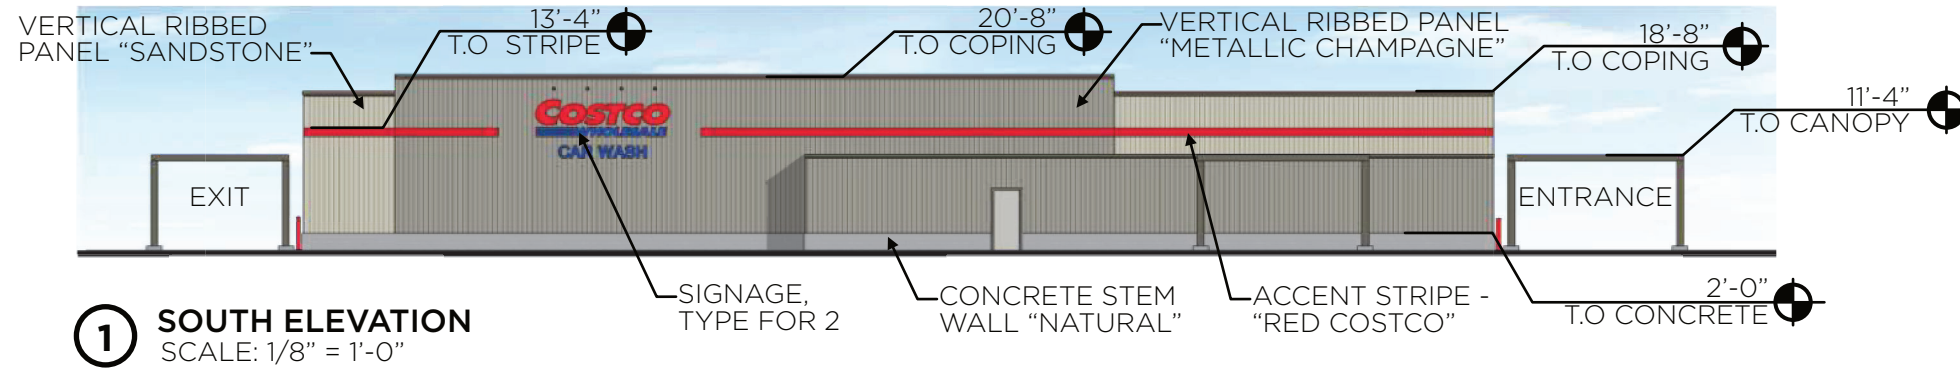 VERTICAL RIBBED
PANEL “SANDSTONE”
13’-4”
T.O STRIPE
20’-8”
T.O COPING
VERTICAL RIBBED PANEL
“METALLIC CHAMPAGNE”
18’-8”
T.O COPING
11’-4”
T.O CANOPY
COSTCO
WHOLESALE
CAR WASH
EXIT
ENTRANCE
SIGNAGE,
TYPE FOR 2
CONCRETE STEM
WALL “NATURAL”
ACCENT STRIPE -
“RED COSTCO”
2’-0”
T.O CONCRETE
1
SOUTH ELEVATION
SCALE: 1/8” = 1’-0”